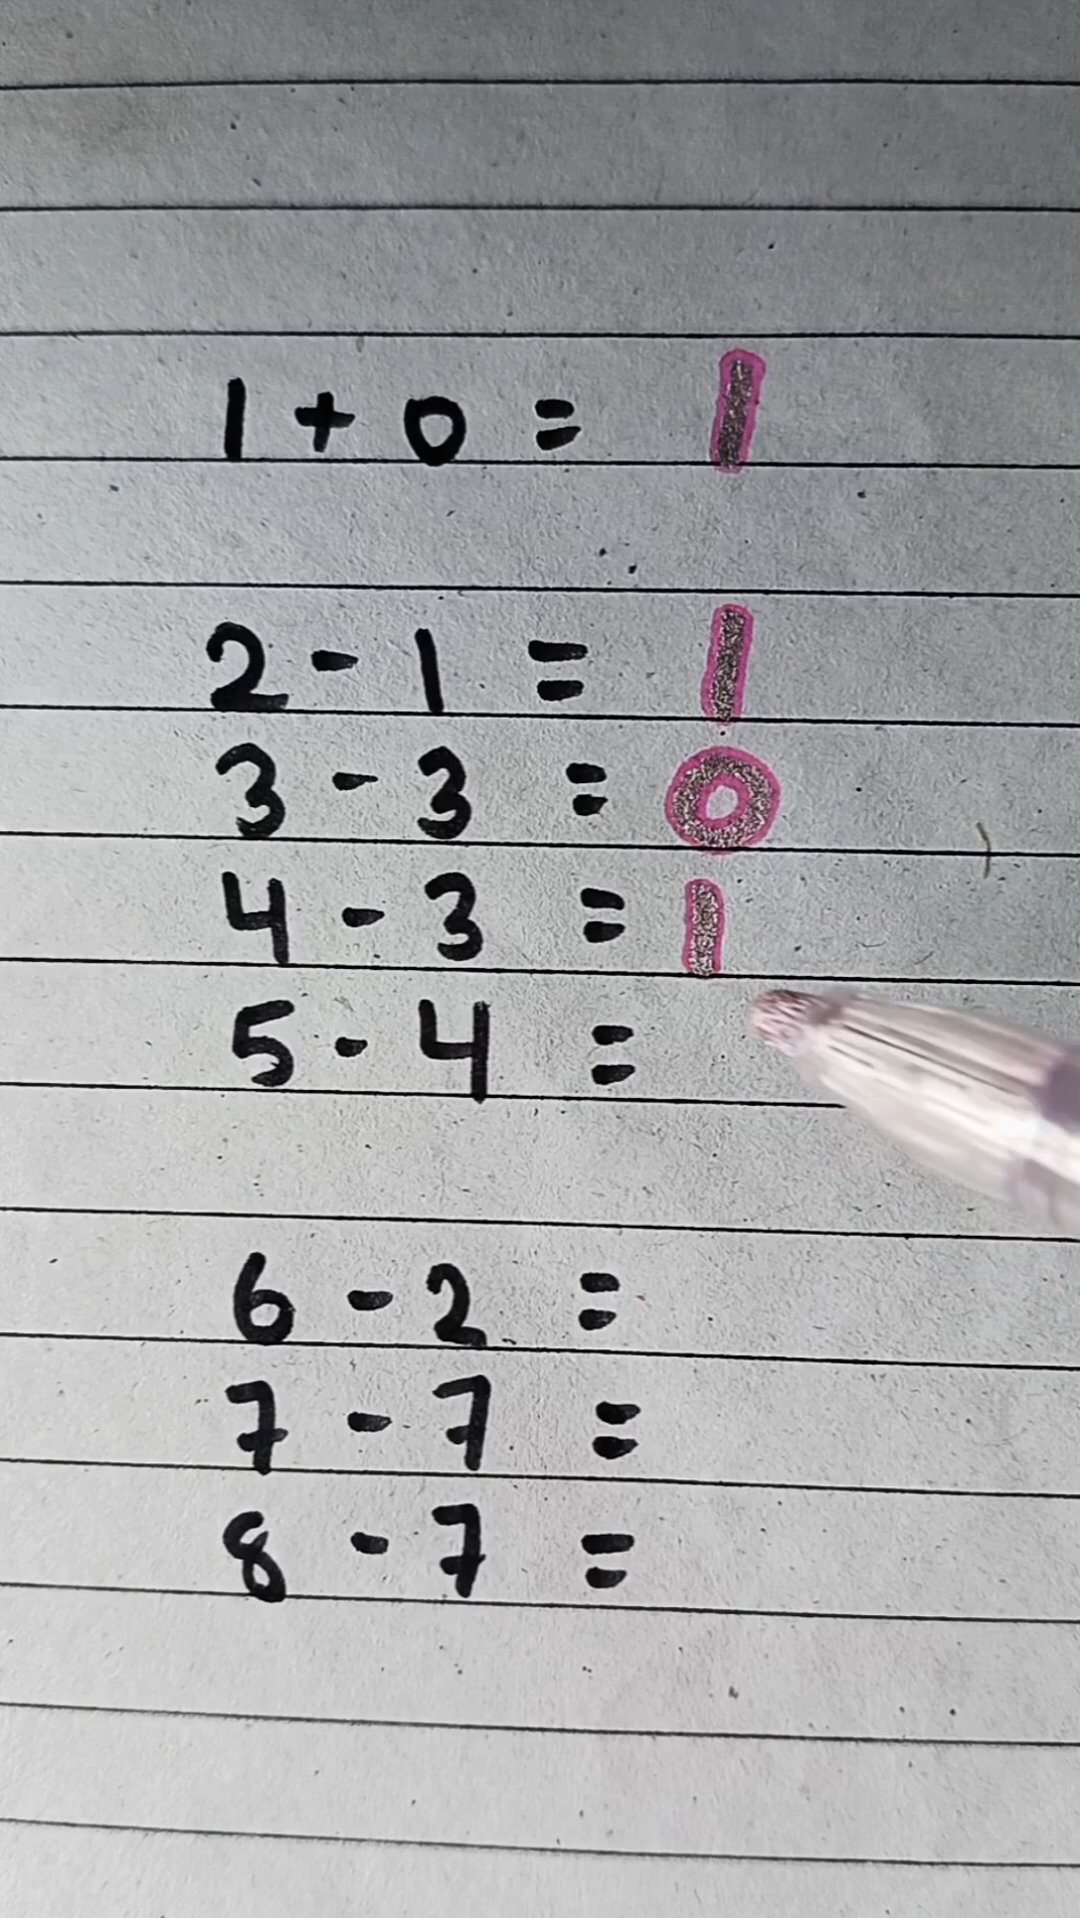 1 + 0 = 1
2 - 1 = 1
3 - 3 = 0
4 - 3 = 1
5 - 4 =
6 - 2 =
7 - 7 =
8 - 7 =